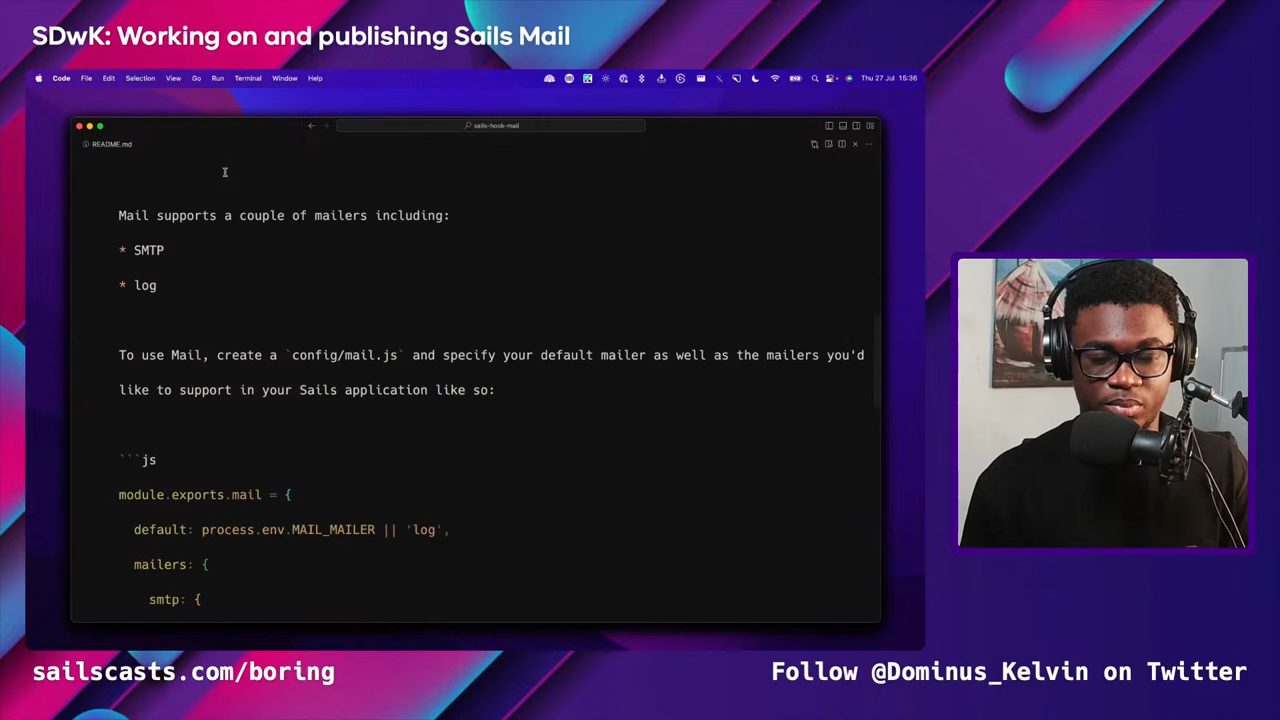 SDwK: Working on and publishing Sails Mail
Code File Edit Selection View Go Run Terminal Window Help Thu 27 Jul 15:36
sails-hook-mail
README.md
Mail supports a couple of mailers including:
* SMTP
* log
To use Mail, create a `config/mail.js` and specify your default mailer as well as the mailers you'd
like to support in your Sails application like so:
```js
module.exports.mail = {
default: process.env.MAIL_MAILER || 'log',
mailers: {
smtp: {
sailscasts.com/boring
Follow @Dominus_Kelvin on Twitter